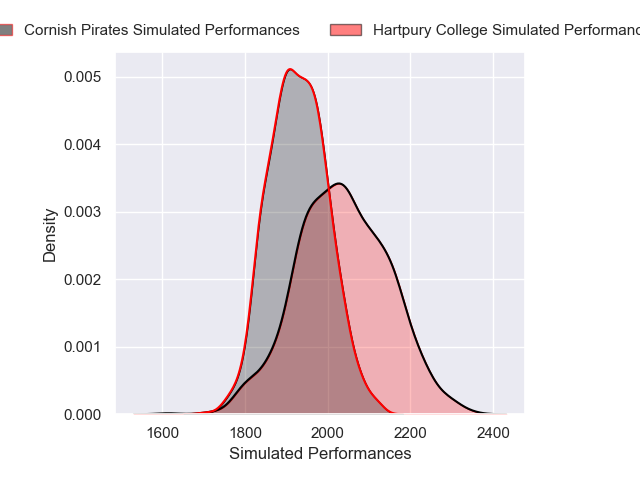 Cornish Pirates Simulated Performances Hartpury College Simulated
0.005
0.004
0.003
0.002
0.001
0.000
Density
1600 1800 2000 2200 2400
Simulated Performances